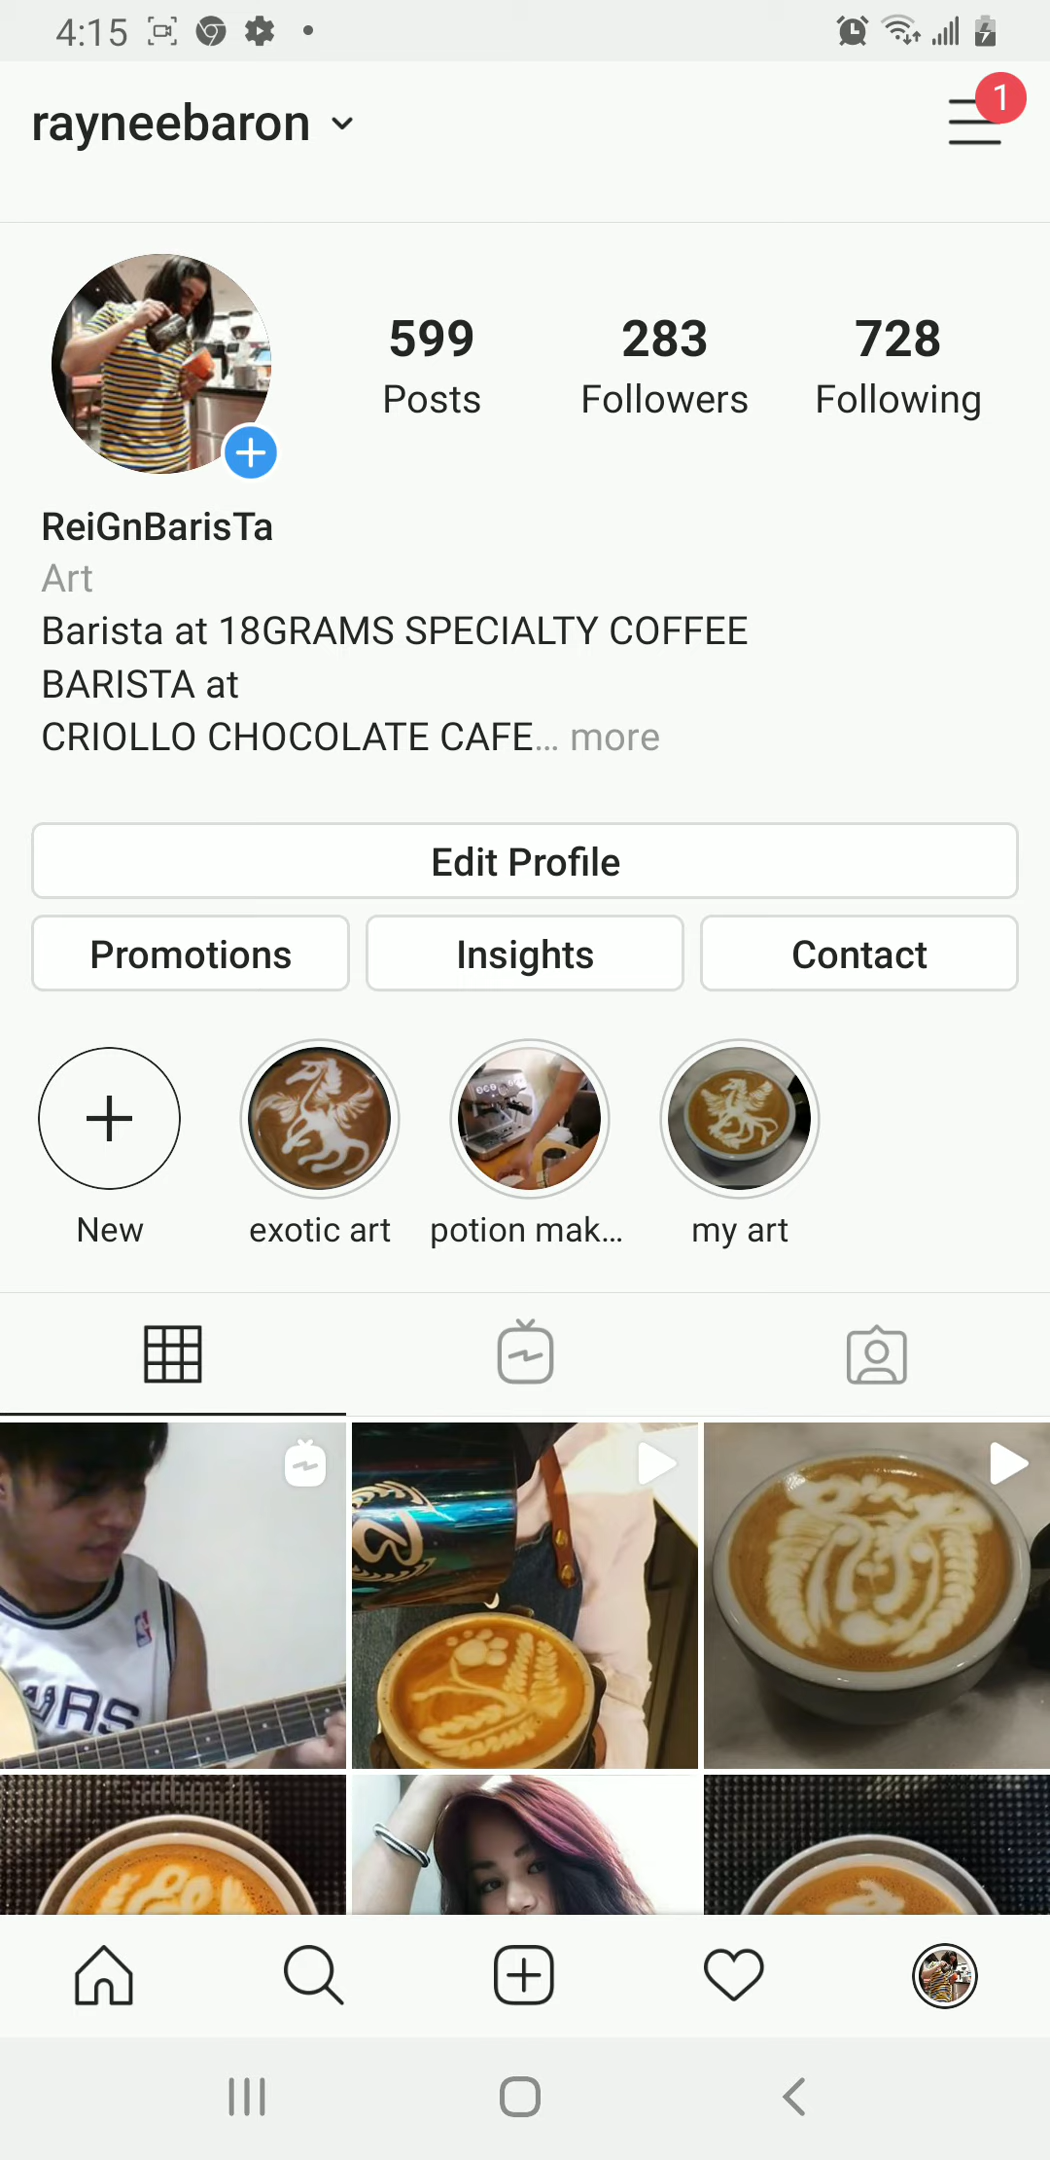 4:15
rayneebaron
1
599
283
728
Posts
Followers
Following
ReiGnBarisTa
Art
Barista at 18GRAMS SPECIALTY COFFEE
BARISTA at
CRIOLLO CHOCOLATE CAFE... more
Edit Profile
Promotions
Insights
Contact
New
exotic art
potion mak...
my art